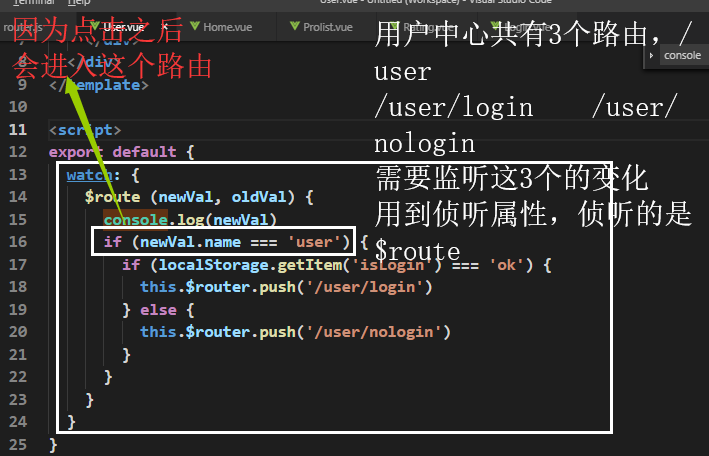 Terminal
User.vue - Untitled (Workspace) - Visual Studio Code
router.js User.vue × Home.vue Prolist.vue
console
因为点击之后
会进入这个路由
用户中心共有3个路由, /
user
/user/login /user/
nologin
需要监听这3个的变化
用到侦听属性, 侦听的是
$route
7 </div>
8 </div>
9 </template>
10
11 <script>
12 export default {
13 watch: {
14 $route (newVal, oldVal) {
15 console.log(newVal)
16 if (newVal.name === 'user') {
17 if (localStorage.getItem('isLogin') === 'ok') {
18 this.$router.push('/user/login')
19 } else {
20 this.$router.push('/user/nologin')
21 }
22 }
23 }
24 }
25 }